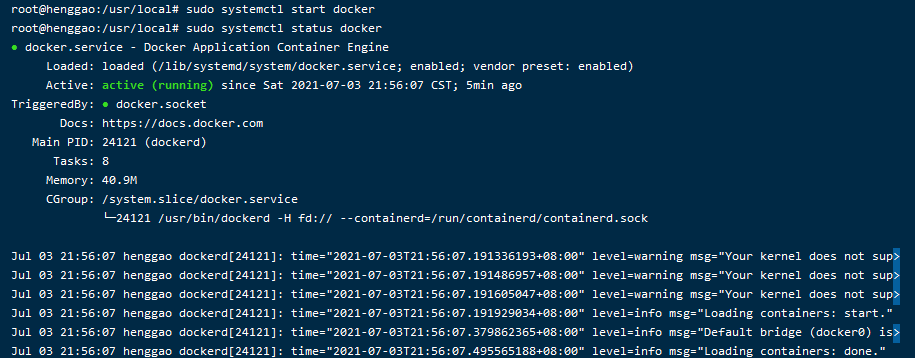 root@henggao:/usr/local# sudo systemctl start docker
root@henggao:/usr/local# sudo systemctl status docker
● docker.service - Docker Application Container Engine
Loaded: loaded (/lib/systemd/system/docker.service; enabled; vendor preset: enabled)
Active: active (running) since Sat 2021-07-03 21:56:07 CST; 5min ago
TriggeredBy: ● docker.socket
Docs: https://docs.docker.com
Main PID: 24121 (dockerd)
Tasks: 8
Memory: 40.9M
CGroup: /system.slice/docker.service
└─24121 /usr/bin/dockerd -H fd:// --containerd=/run/containerd/containerd.sock
Jul 03 21:56:07 henggao dockerd[24121]: time="2021-07-03T21:56:07.191336193+08:00" level=warning msg="Your kernel does not sup>
Jul 03 21:56:07 henggao dockerd[24121]: time="2021-07-03T21:56:07.191486957+08:00" level=warning msg="Your kernel does not sup>
Jul 03 21:56:07 henggao dockerd[24121]: time="2021-07-03T21:56:07.191605047+08:00" level=warning msg="Your kernel does not sup>
Jul 03 21:56:07 henggao dockerd[24121]: time="2021-07-03T21:56:07.191929034+08:00" level=info msg="Loading containers: start."
Jul 03 21:56:07 henggao dockerd[24121]: time="2021-07-03T21:56:07.379862365+08:00" level=info msg="Default bridge (docker0) is>
Jul 03 21:56:07 henggao dockerd[24121]: time="2021-07-03T21:56:07.495565188+08:00" level=info msg="Loading containers: done."